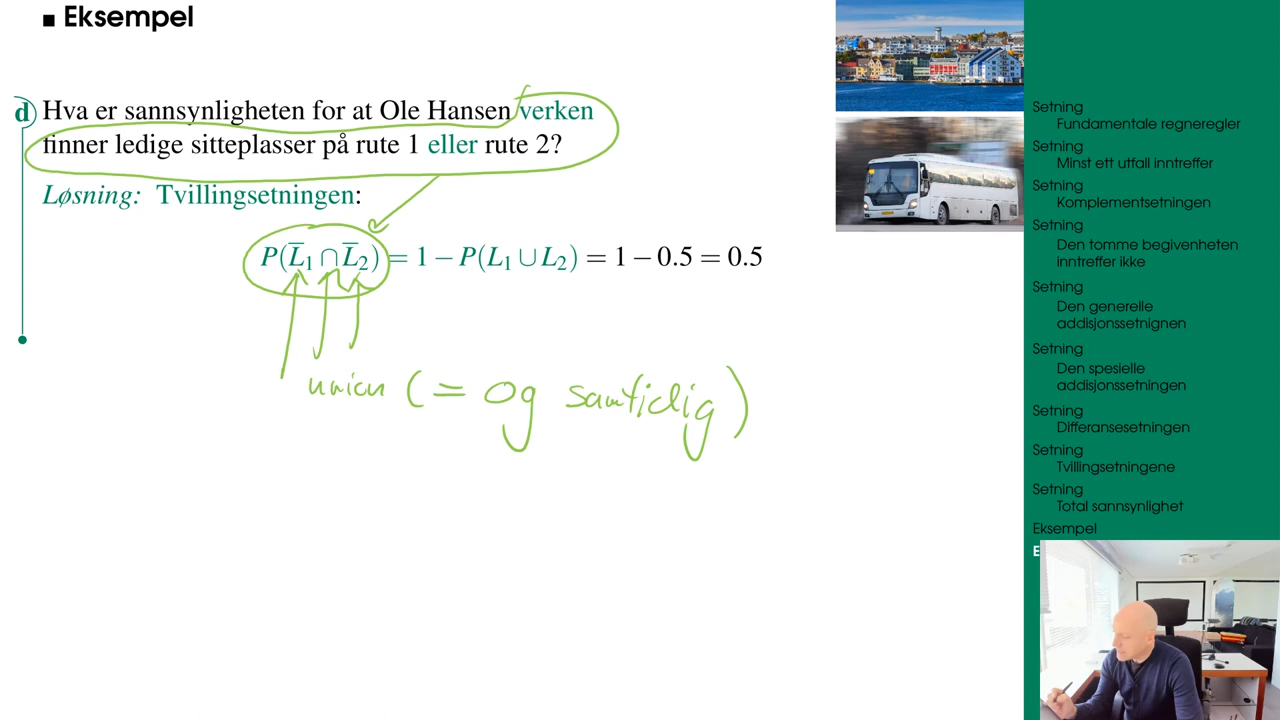 ■ Eksempel
d Hva er sannsynligheten for at Ole Hansen verken
finner ledige sitteplasser på rute 1 eller rute 2?
Løsning: Tvillingsetningen:
P(L̅₁ ∩ L̅₂) = 1 − P(L₁ ∪ L₂) = 1 − 0.5 = 0.5
union (= og samtidig)
Setning
Fundamentale regneregler
Setning
Minst ett utfall inntreffer
Setning
Komplementsetningen
Setning
Den tomme begivenheten
inntreffer ikke
Setning
Den generelle
addisjonssetnignen
Setning
Den spesielle
addisjonssetningen
Setning
Differansesetningen
Setning
Tvillingsetningene
Setning
Total sannsynlighet
Eksempel
E